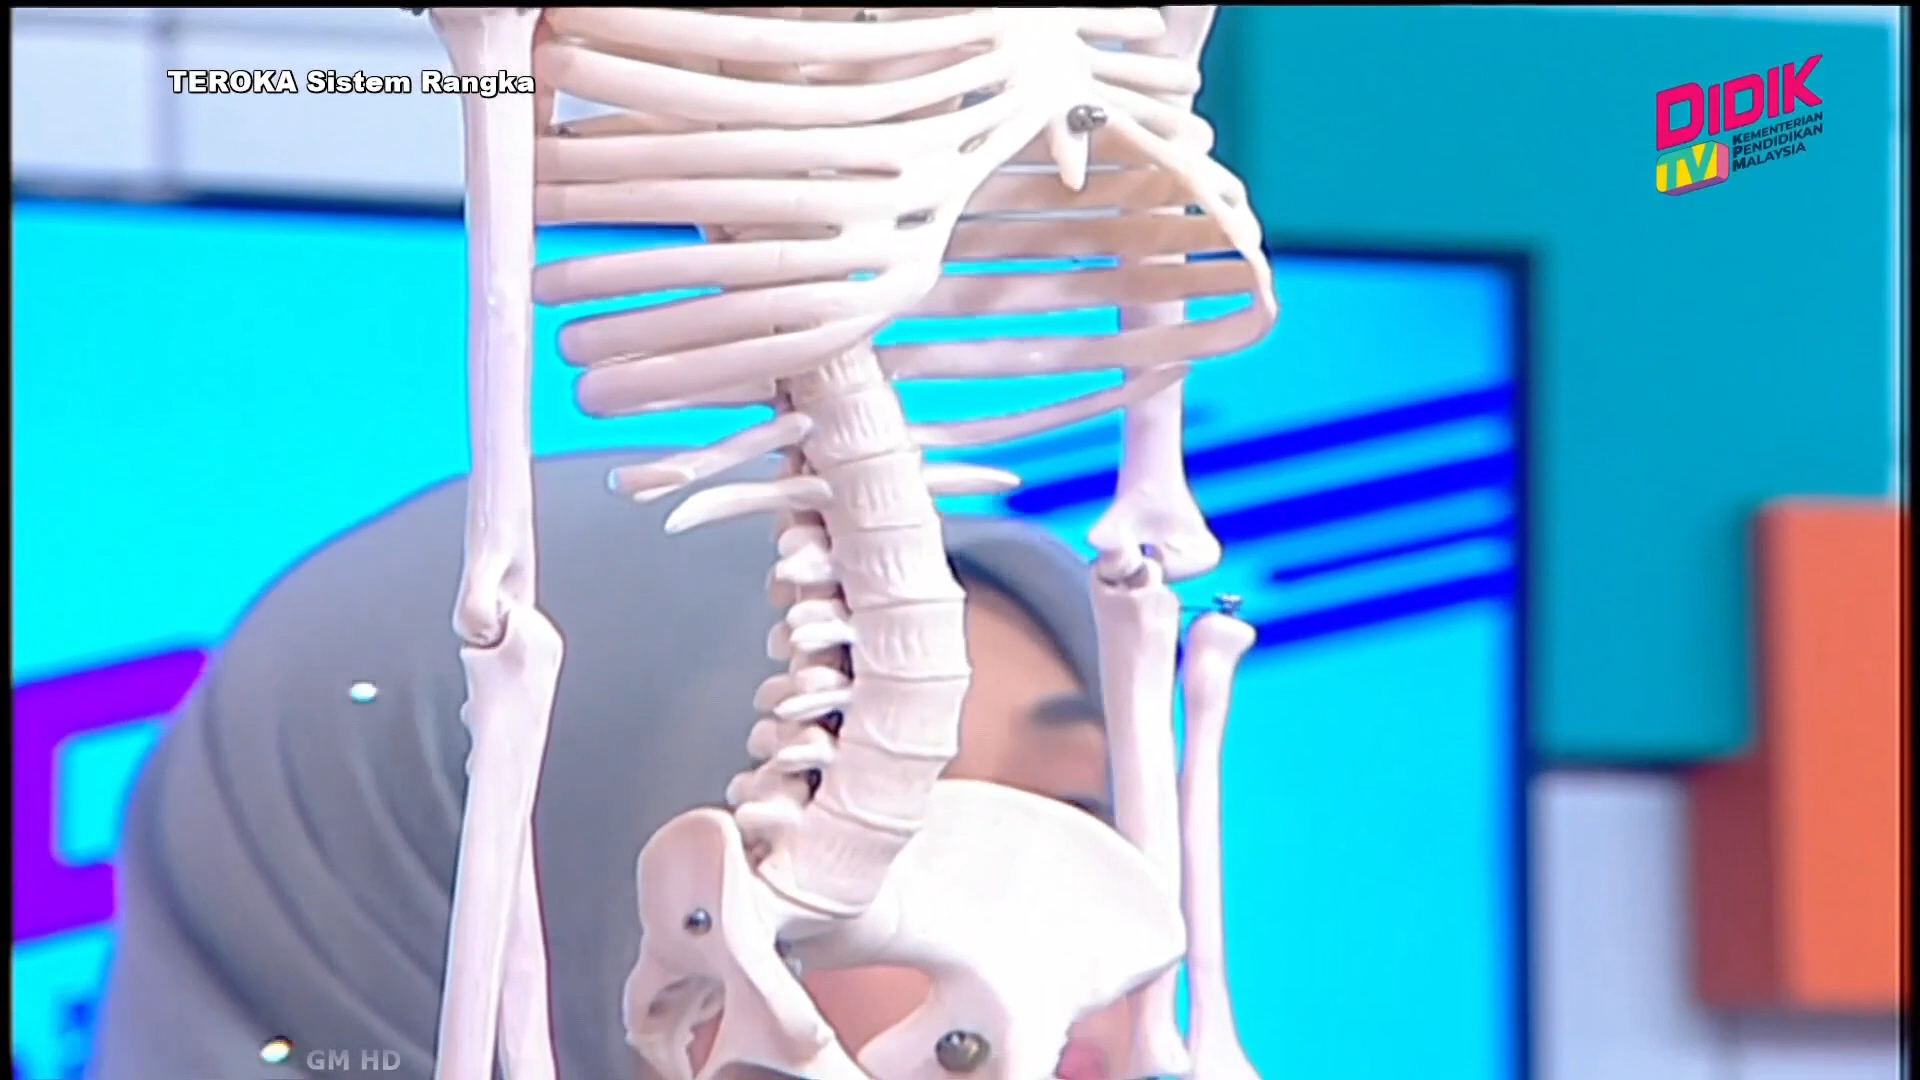 TEROKA Sistem Rangka
DIDIK
TV
KEMENTERIAN
PENDIDIKAN
MALAYSIA
GM HD